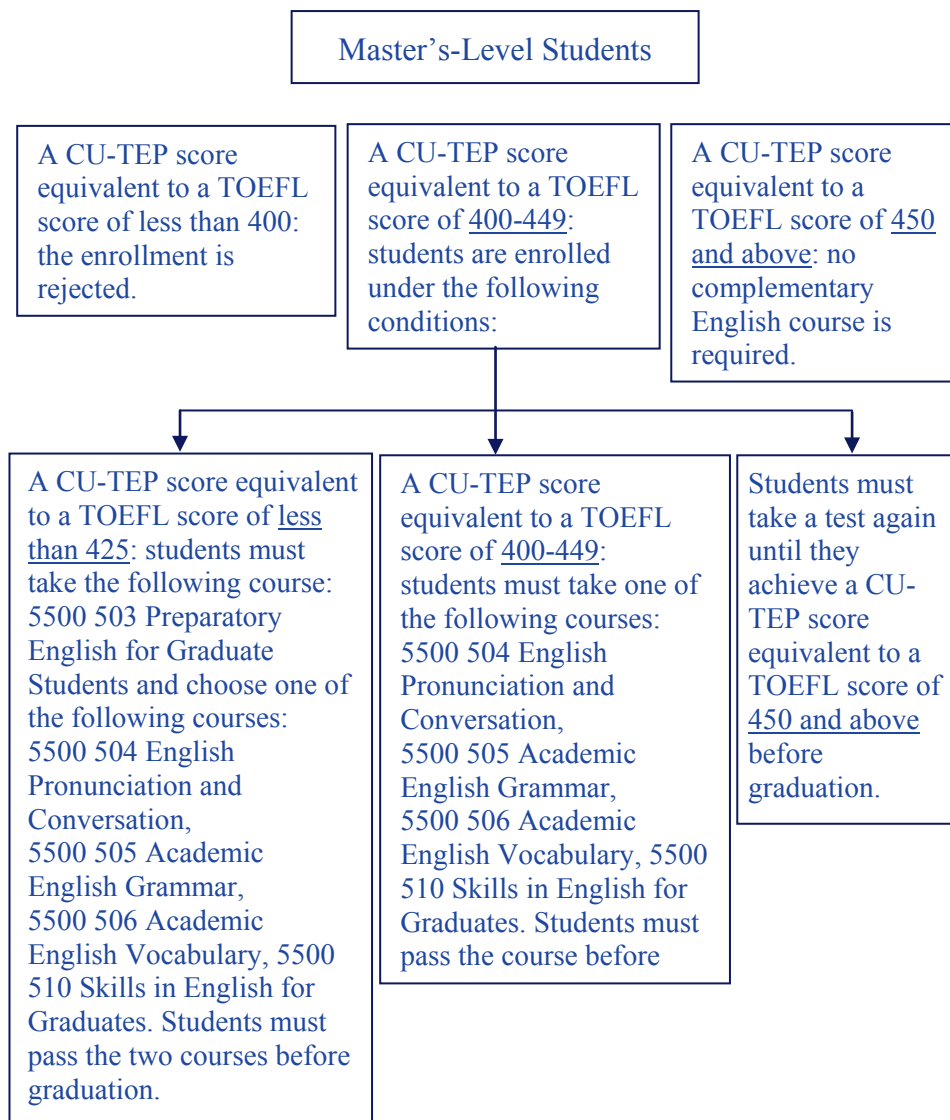 Master's-Level Students
A CU-TEP score
equivalent to a TOEFL
score of less than 400:
the enrollment is
rejected.
A CU-TEP score
equivalent to a TOEFL
score of 400-449:
students are enrolled
under the following
conditions:
A CU-TEP score
equivalent to a
TOEFL score of 450
and above: no
complementary
English course is
required.
A CU-TEP score equivalent
to a TOEFL score of less
than 425: students must
take the following course:
5500 503 Preparatory
English for Graduate
Students and choose one of
the following courses:
5500 504 English
Pronunciation and
Conversation,
5500 505 Academic
English Grammar,
5500 506 Academic
English Vocabulary, 5500
510 Skills in English for
Graduates. Students must
pass the two courses before
graduation.
A CU-TEP score
equivalent to a TOEFL
score of 400-449:
students must take one of
the following courses:
5500 504 English
Pronunciation and
Conversation,
5500 505 Academic
English Grammar,
5500 506 Academic
English Vocabulary, 5500
510 Skills in English for
Graduates. Students must
pass the course before
Students must
take a test again
until they
achieve a CU-
TEP score
equivalent to a
TOEFL score of
450 and above
before
graduation.